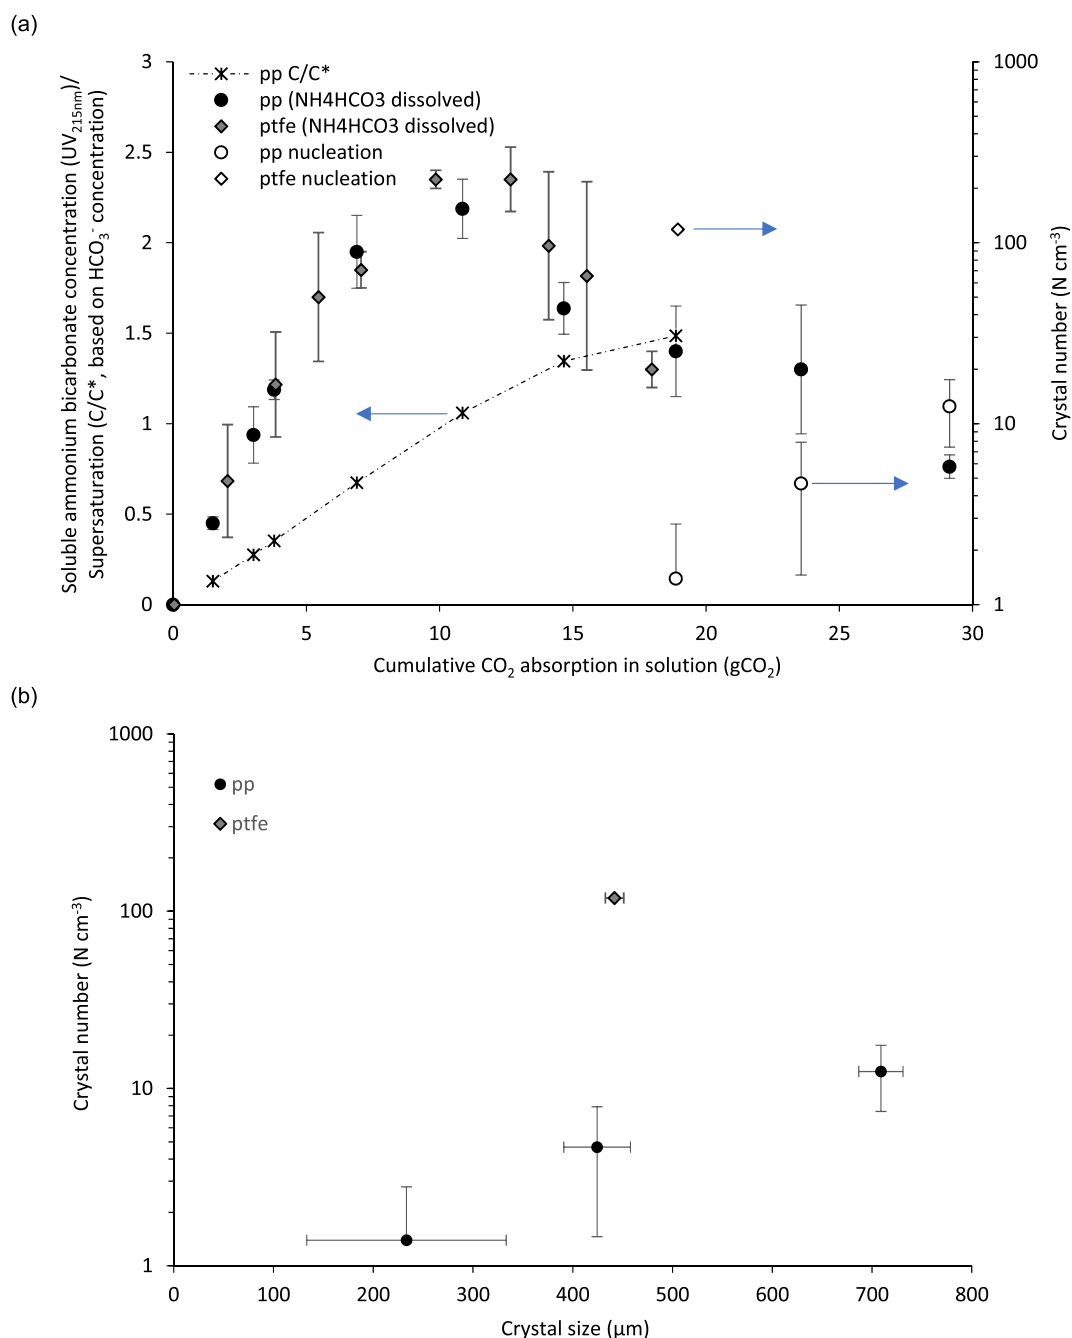 (a)
Soluble ammonium bicarbonate concentration (UV215nm)/
Supersaturation (C/C*, based on HCO3- concentration)
3
2.5
2
1.5
1
0.5
0
pp C/C*
pp (NH4HCO3 dissolved)
ptfe (NH4HCO3 dissolved)
pp nucleation
ptfe nucleation
1000
100
10
1
Crystal number (N cm-3)
0 5 10 15 20 25 30
Cumulative CO2 absorption in solution (gCO2)
(b)
Crystal number (N cm-3)
1000
100
10
1
pp
ptfe
0 100 200 300 400 500 600 700 800
Crystal size (μm)